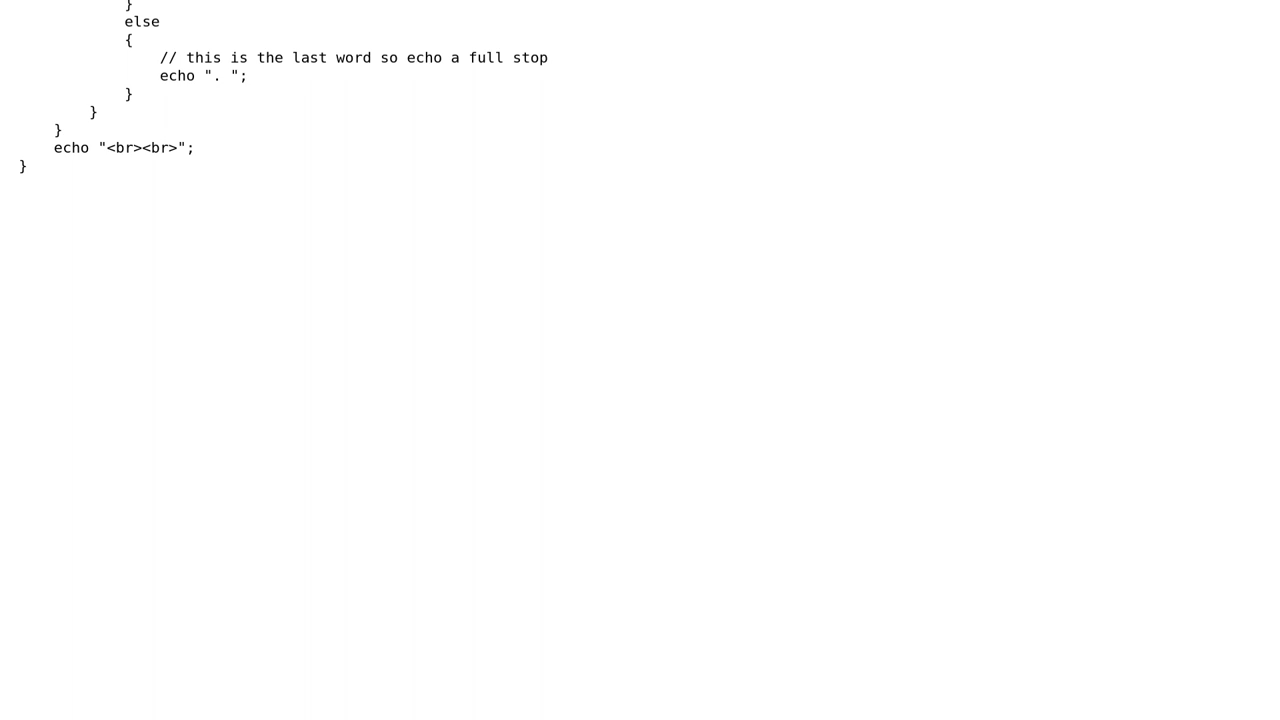 }
else
{
// this is the last word so echo a full stop
echo ". ";
}
}
}
echo "<br><br>";
}